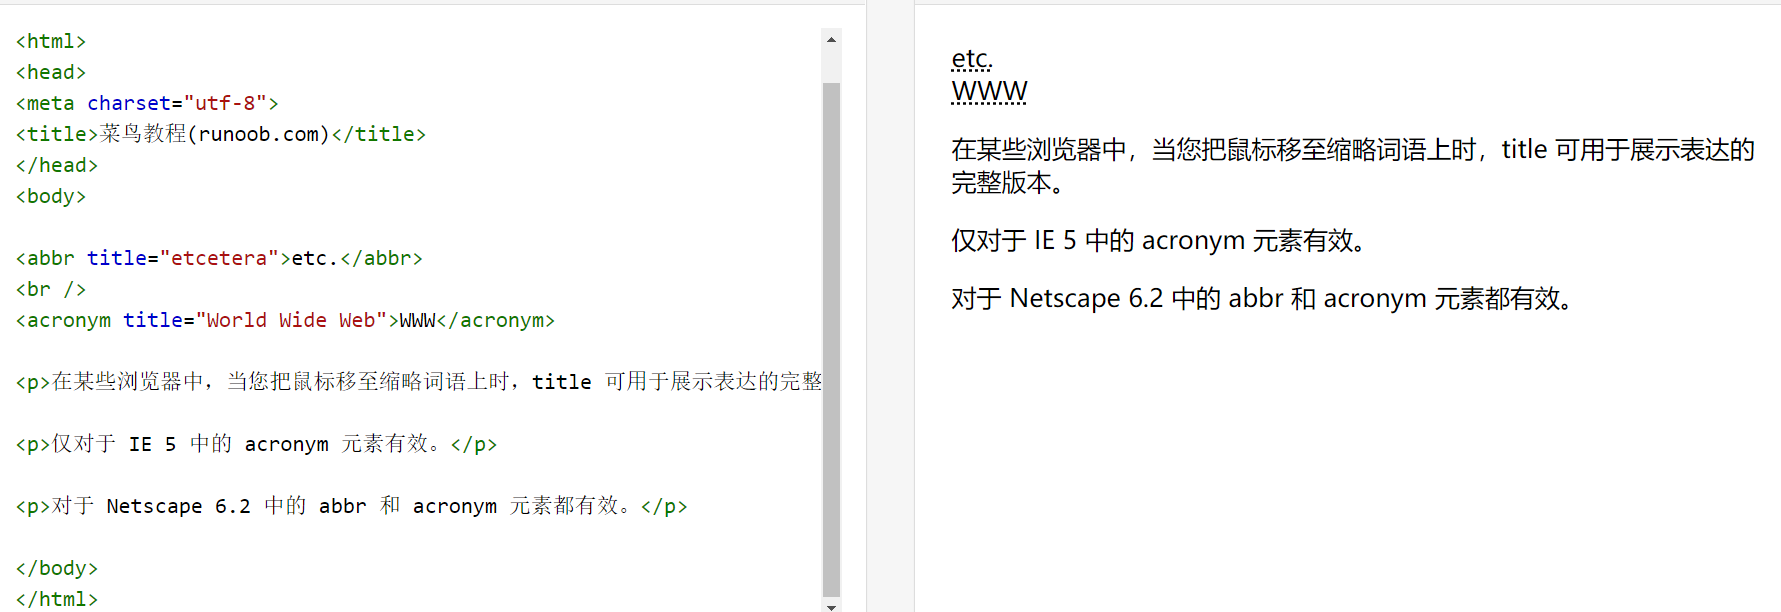 <html>
<head>
<meta charset="utf-8">
<title>菜鸟教程(runoob.com)</title>
</head>
<body>
<abbr title="etcetera">etc.</abbr>
<br />
<acronym title="World Wide Web">WWW</acronym>
<p>在某些浏览器中，当您把鼠标移至缩略词语上时，title 可用于展示表达的完整
<p>仅对于 IE 5 中的 acronym 元素有效。</p>
<p>对于 Netscape 6.2 中的 abbr 和 acronym 元素都有效。</p>
</body>
</html>
etc.
WWW
在某些浏览器中，当您把鼠标移至缩略词语上时，title 可用于展示表达的
完整版本。
仅对于 IE 5 中的 acronym 元素有效。
对于 Netscape 6.2 中的 abbr 和 acronym 元素都有效。